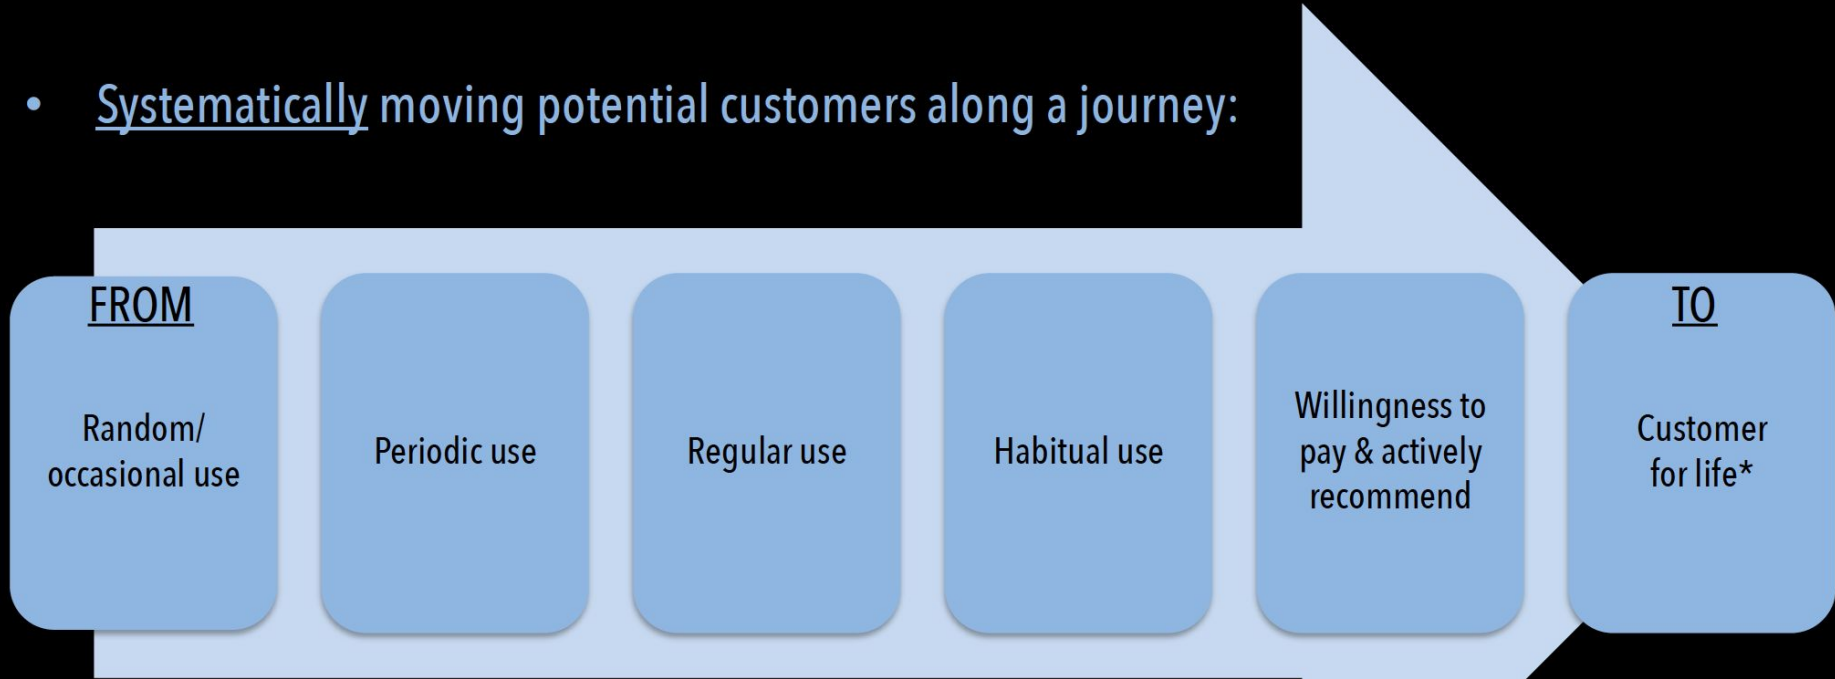 • Systematically moving potential customers along a journey:
FROM
Random/
occasional use
Periodic use
Regular use
Habitual use
Willingness to
pay & actively
recommend
TO
Customer
for life*